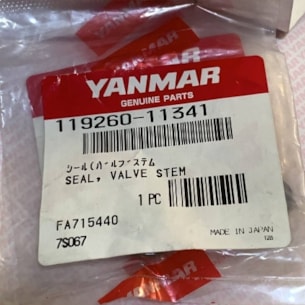 YANMAR
GENUINE PARTS
119260-11341
シール(バルブステム
SEAL, VALVE STEM
1 PC
FA715440
7S067
MADE IN JAPAN
YANMAR